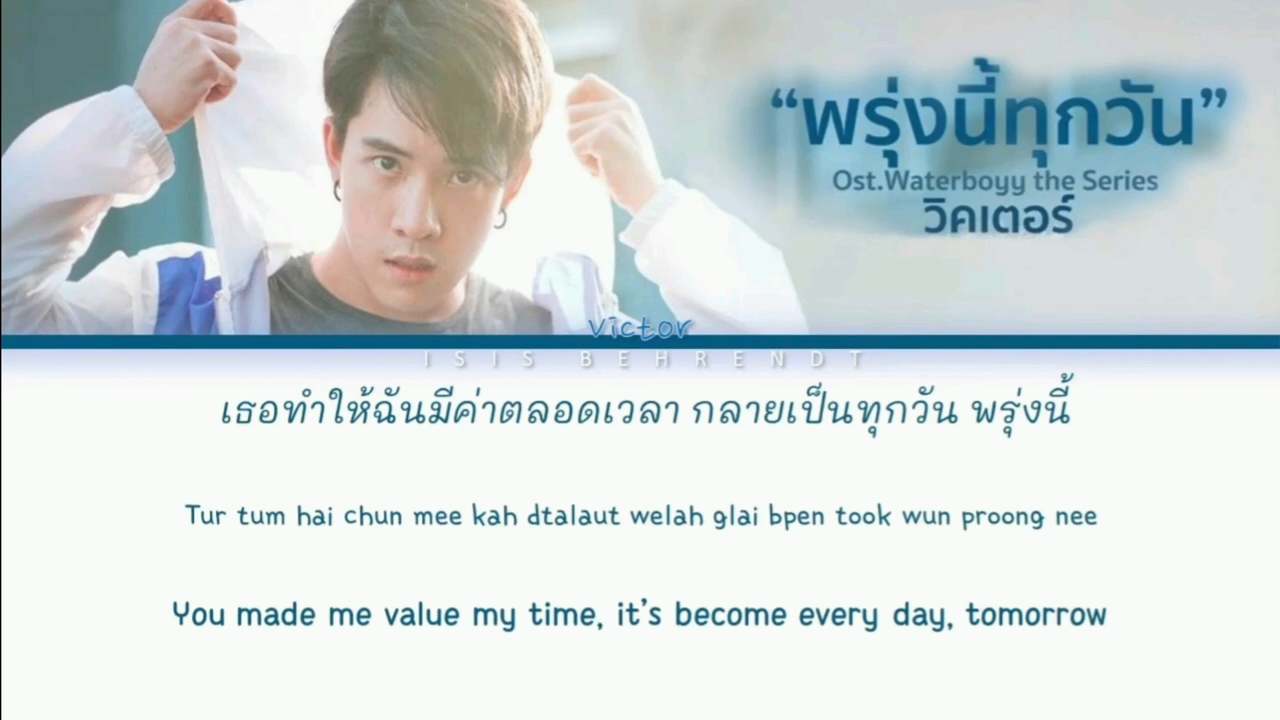 “พรุ่งนี้ทุกวัน”
Ost.Waterboyy the Series
วิคเตอร์
Victor
ISIS BEHRENDT
เธอทำให้ฉันมีค่าตลอดเวลา กลายเป็นทุกวัน พรุ่งนี้
Tur tum hai chun mee kah dtalaut welah glai bpen took wun proong nee
You made me value my time, it’s become every day, tomorrow